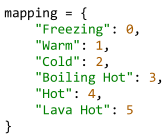 mapping = {
    "Freezing": 0,
    "Warm": 1,
    "Cold": 2,
    "Boiling Hot": 3,
    "Hot": 4,
    "Lava Hot": 5
}